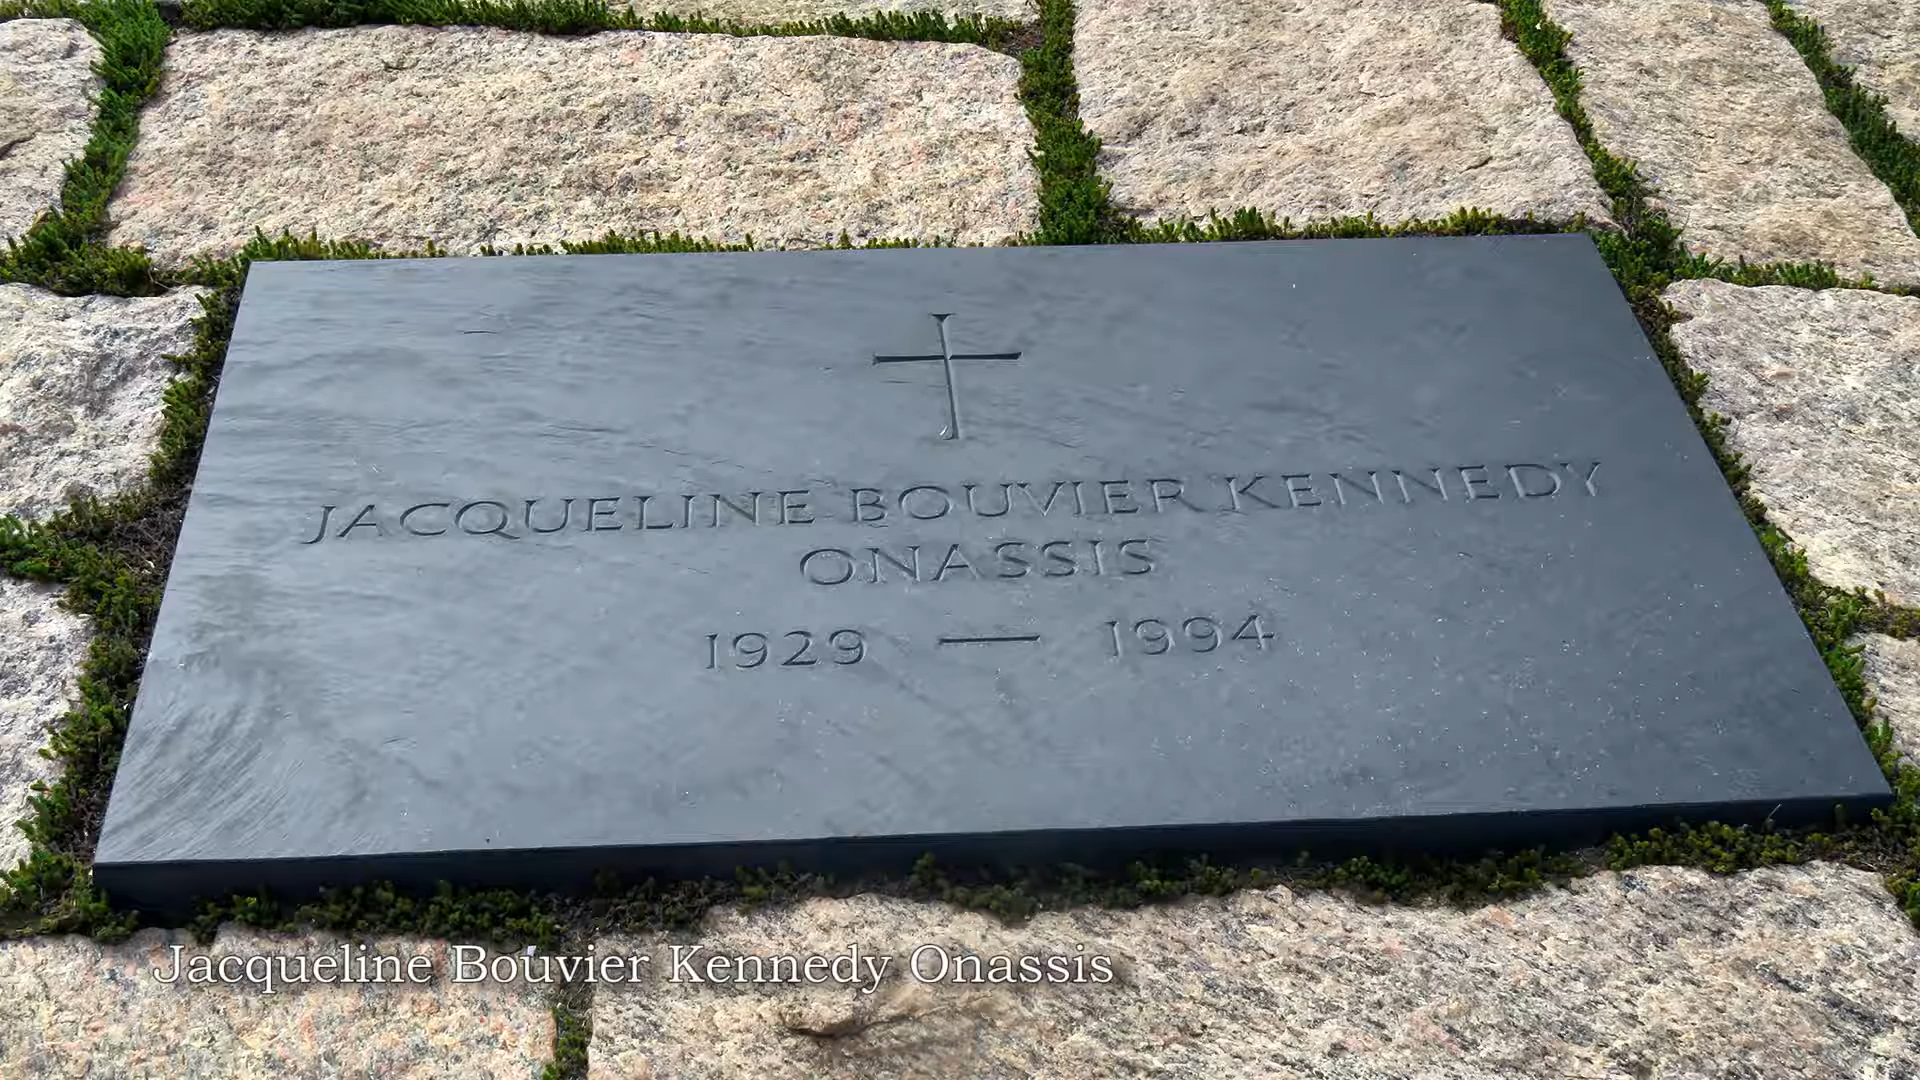 JACQUELINE BOUVIER KENNEDY
ONASSIS
1929 — 1994
Jacqueline Bouvier Kennedy Onassis